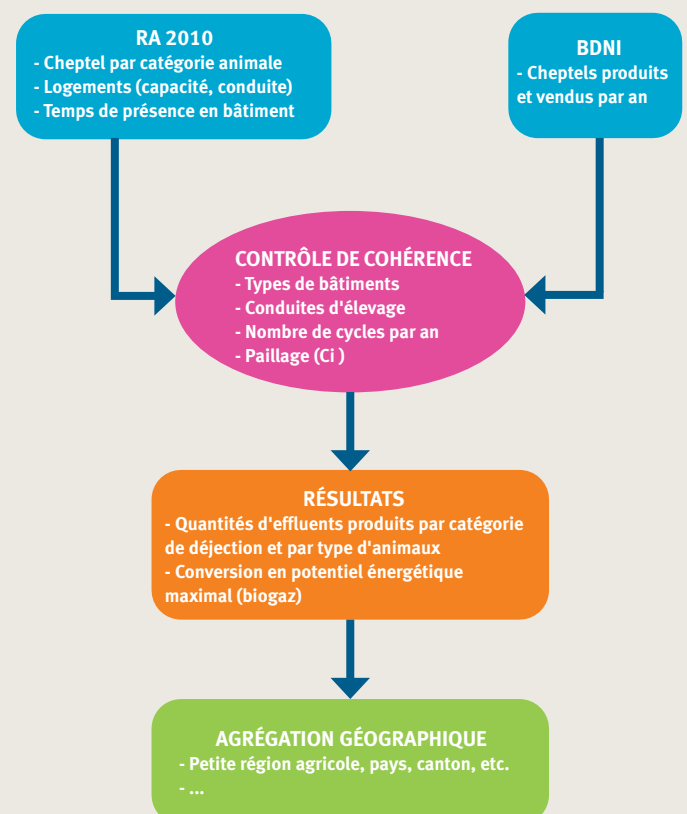 RA 2010
- Cheptel par catégorie animale
- Logements (capacité, conduite)
- Temps de présence en bâtiment
BDNI
- Cheptels produits
et vendus par an
CONTRÔLE DE COHÉRENCE
- Types de bâtiments
- Conduites d'élevage
- Nombre de cycles par an
- Paillage (Ci )
RÉSULTATS
- Quantités d'effluents produits par catégorie
de déjection et par type d'animaux
- Conversion en potentiel énergétique
maximal (biogaz)
AGRÉGATION GÉOGRAPHIQUE
- Petite région agricole, pays, canton, etc.
- ...